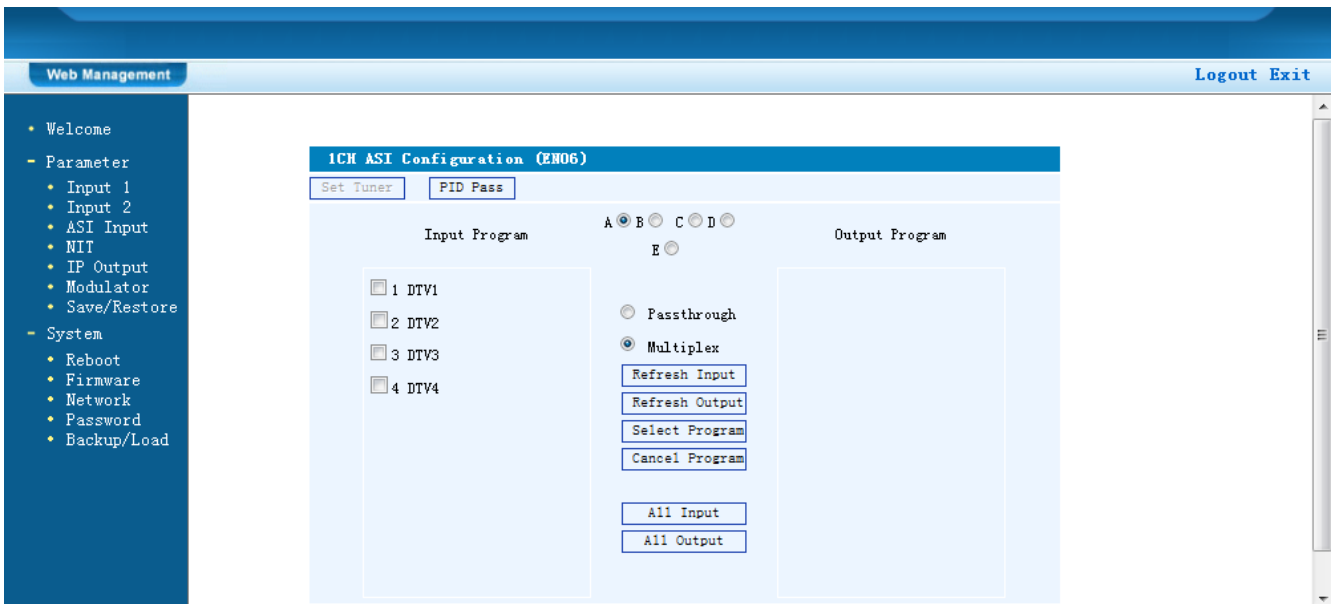 Web Management
Logout Exit
Welcome
Parameter
Input 1
Input 2
ASI Input
NIT
IP Output
Modulator
Save/Restore
System
Reboot
Firmware
Network
Password
Backup/Load
1CH ASI Configuration (EN06)
Set Tuner PID Pass
Input Program
A B C D
E
Output Program
1 DTV1
2 DTV2
3 DTV3
4 DTV4
Passthrough
Multiplex
Refresh Input
Refresh Output
Select Program
Cancel Program
All Input
All Output